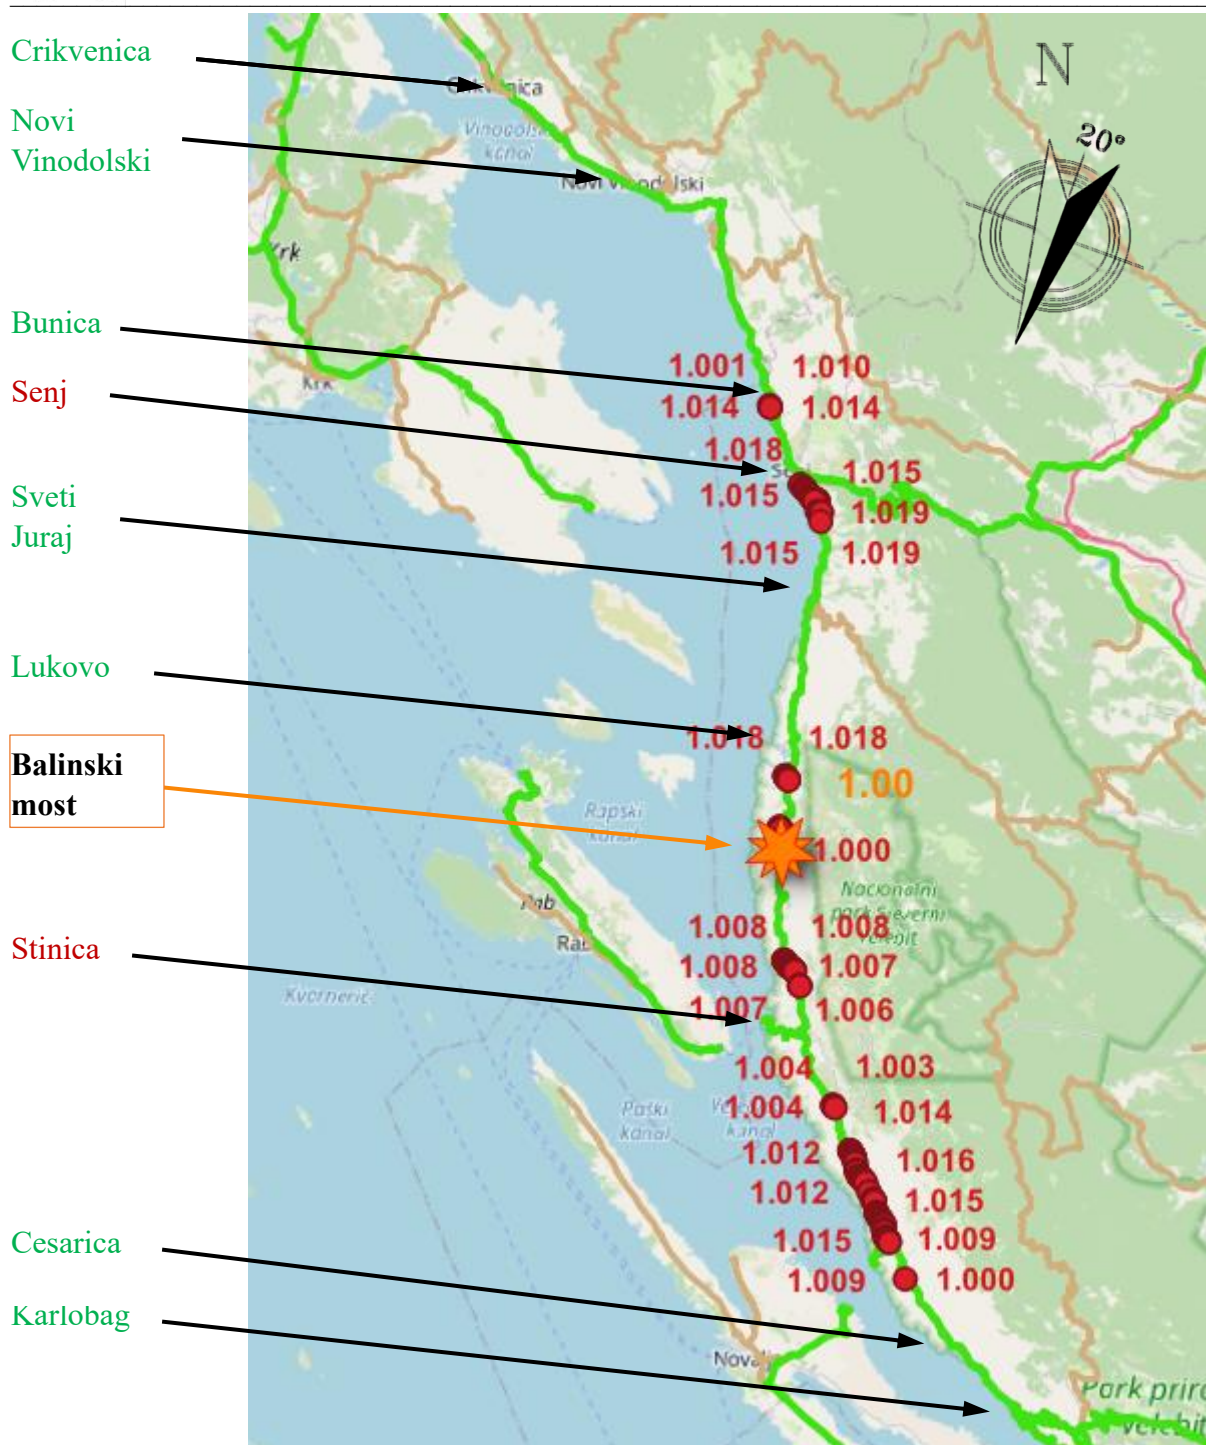 Crikvenica
Crikvenica
N
Novi
Vinodolski
Vinodolski
kanal
20°
Novi Vinodolski
Krk
Bunica
1.001
1.010
Krk
Senj
1.014
1.014
1.018
1.015
Sveti
Juraj
1.015
1.019
1.015
1.019
Lukovo
1.018
1.018
Balinski
most
1.00
Rapski
kanal
1.000
Nacionalni
park Sjeverni
velebit
Rab
Rab
Stinica
1.008
1.008
1.008
1.007
Kvarnerić
1.007
1.006
1.004
1.003
Paški
kanal
kanal
1.004
1.014
1.012
1.016
1.012
1.015
Cesarica
1.015
1.009
1.009
1.000
Karlobag
Novalja
Park priro
Velebit